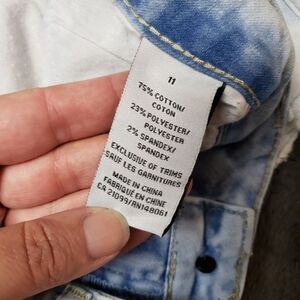 11
75% COTTON/
COTON
23% POLYESTER/
POLYESTER
2% SPANDEX/
SPANDEX
EXCLUSIVE OF TRIMS
SAUF LES GARNITURES
MADE IN CHINA
FABRIQUÉ EN CHINE
CA 21099/RN148061